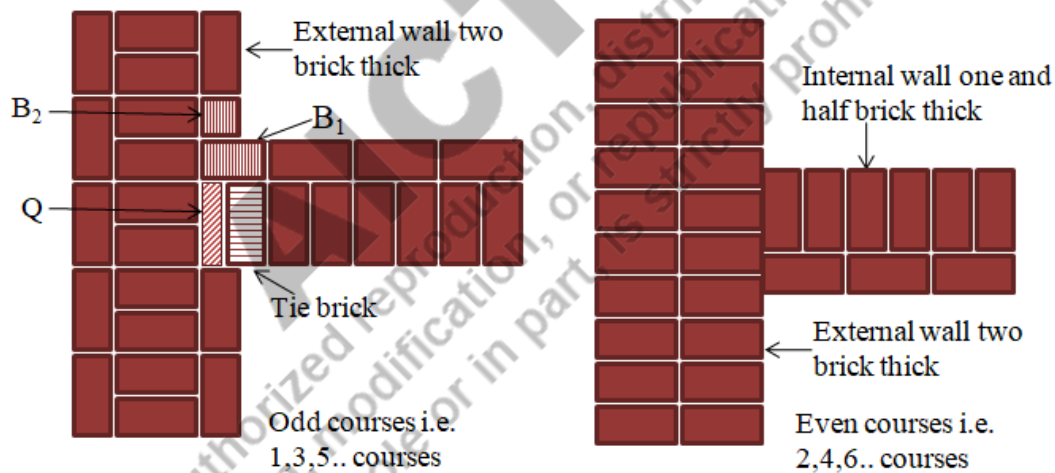 External wall two
brick thick
B2
B1
Q
Tie brick
Odd courses i.e.
1,3,5.. courses
Internal wall one and
half brick thick
External wall two
brick thick
Even courses i.e.
2,4,6.. courses